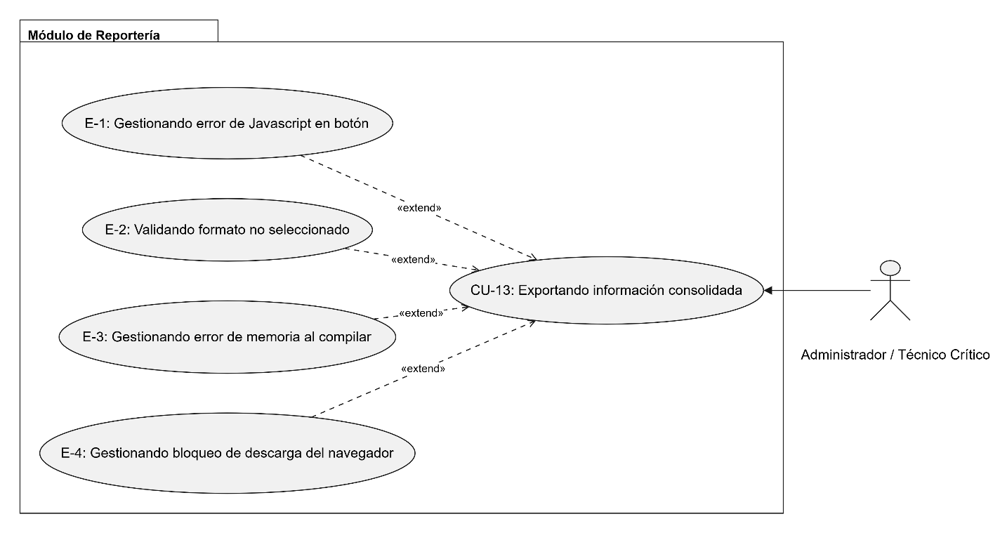 Módulo de Reportería
E-1: Gestionando error de Javascript en botón
«extend»
E-2: Validando formato no seleccionado
«extend»
CU-13: Exportando información consolidada
«extend»
E-3: Gestionando error de memoria al compilar
Administrador / Técnico Crítico
«extend»
E-4: Gestionando bloqueo de descarga del navegador